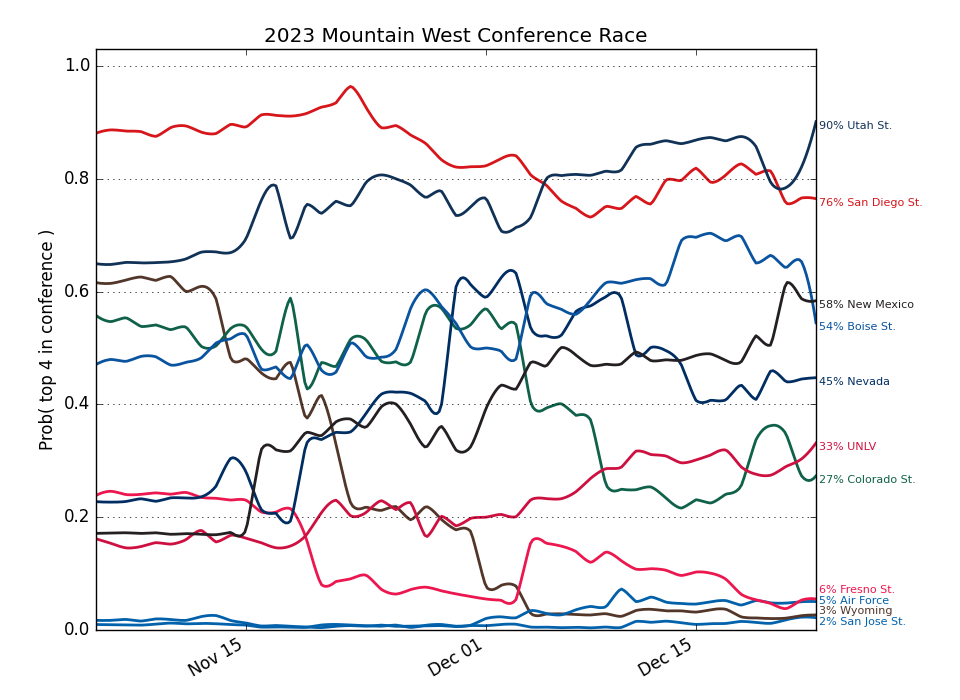 2023 Mountain West Conference Race
Prob( top 4 in conference )
1.0
0.8
0.6
0.4
0.2
0.0
Nov 15
Dec 01
Dec 15
90% Utah St.
76% San Diego St.
58% New Mexico
54% Boise St.
45% Nevada
33% UNLV
27% Colorado St.
6% Fresno St.
5% Air Force
3% Wyoming
2% San Jose St.